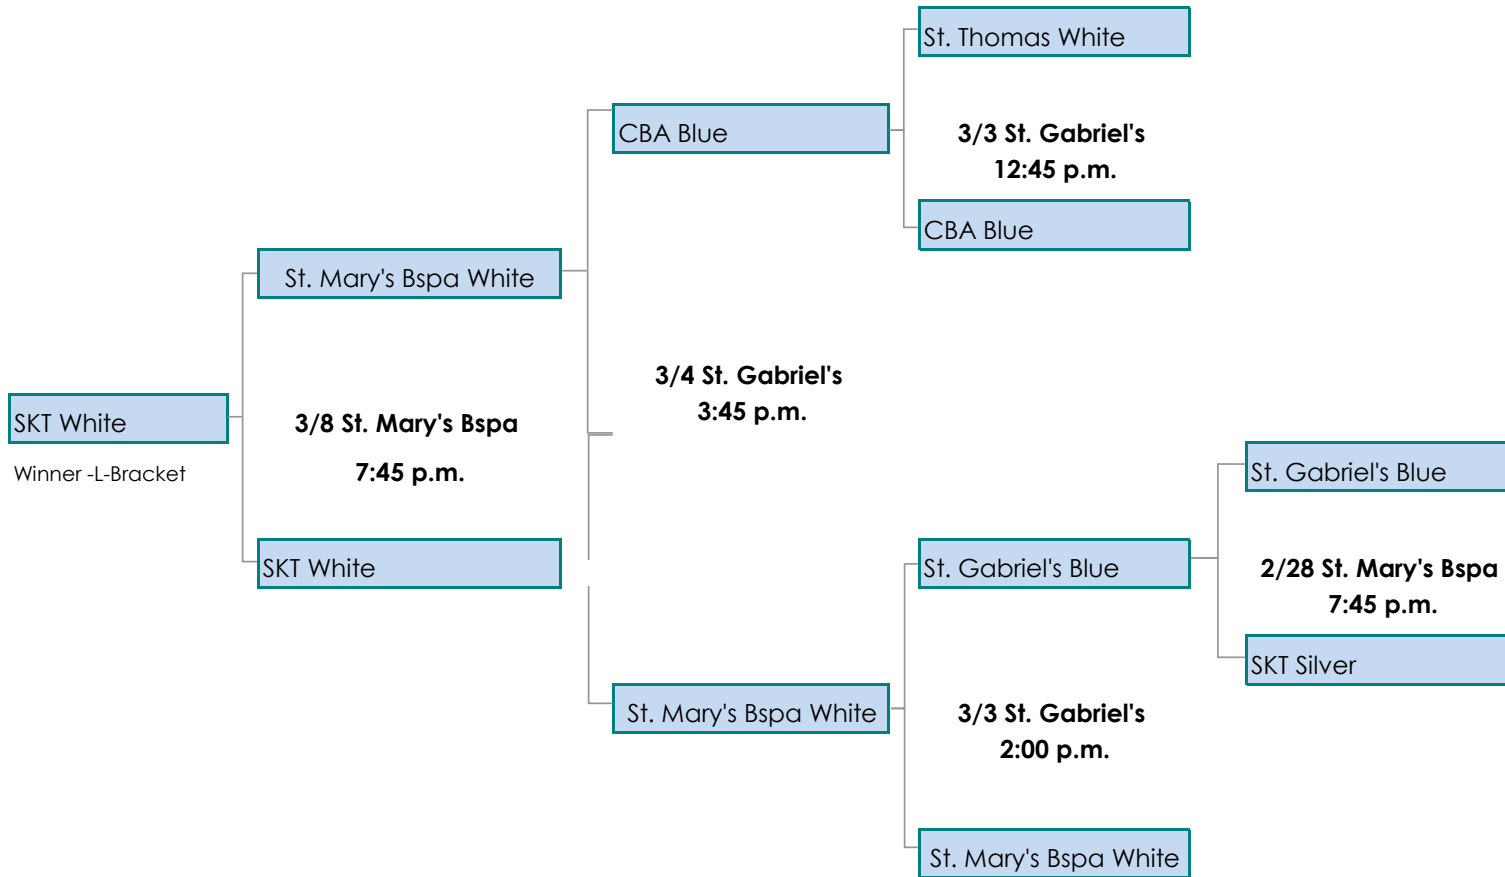 St. Thomas White
CBA Blue
3/3 St. Gabriel's
12:45 p.m.
CBA Blue
St. Mary's Bspa White
3/4 St. Gabriel's
3:45 p.m.
SKT White
3/8 St. Mary's Bspa
Winner -L-Bracket
7:45 p.m.
St. Gabriel's Blue
SKT White
St. Gabriel's Blue
2/28 St. Mary's Bspa
7:45 p.m.
SKT Silver
St. Mary's Bspa White
3/3 St. Gabriel's
2:00 p.m.
St. Mary's Bspa White